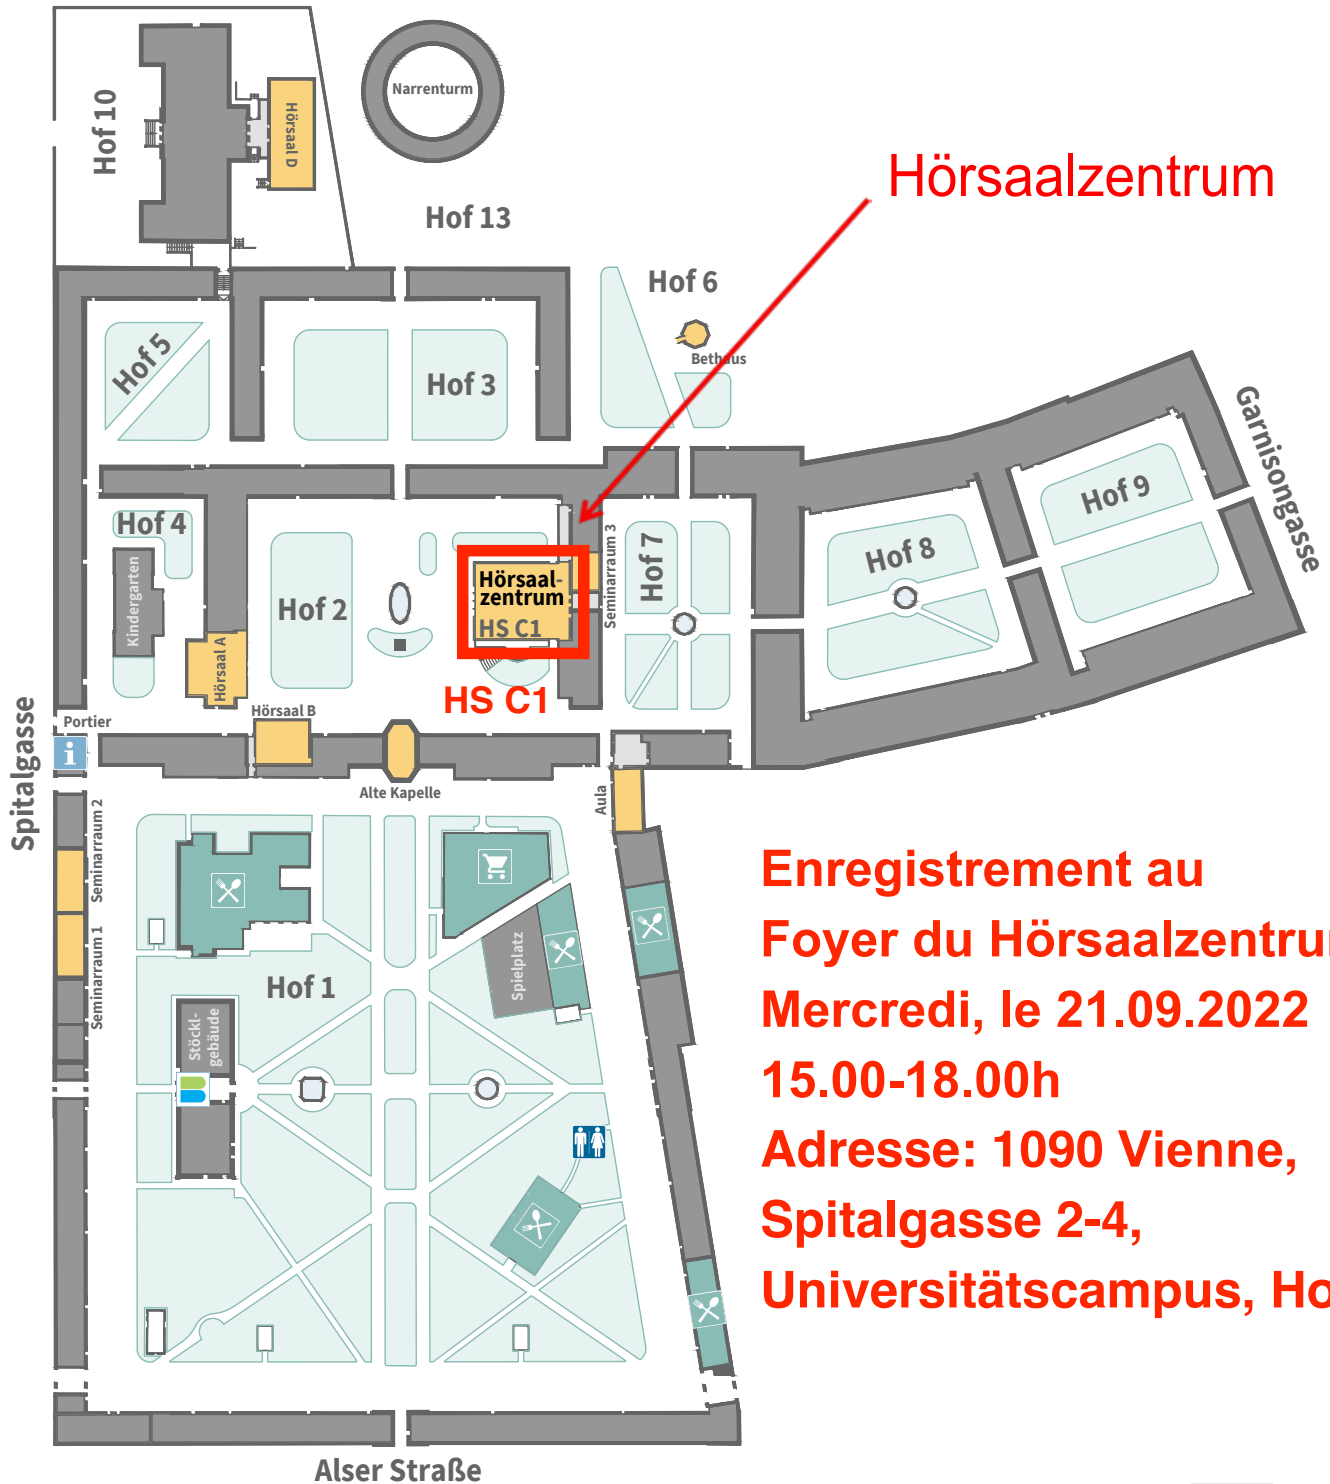 Narrenturm
Hof 10
Hörsaal D
Hörsaalzentrum
Hof 13
Hof 6
Hof 5
Hof 3
Bethaus
Garnisongasse
Hof 4
Hof 9
Hof 8
Hof 7
Seminarraum 3
Kindergarten
Hof 2
Hörsaal-
zentrum
HS C1
Hörsaal A
HS C1
Hörsaal B
Portier
i
Spitalgasse
Alte Kapelle
Aula
Seminarraum 2
Seminarraum 1
Spielplatz
Hof 1
Stöckl-
gebäude
Enregistrement au
Foyer du Hörsaalzentru
Mercredi, le 21.09.2022
15.00-18.00h
Adresse: 1090 Vienne,
Spitalgasse 2-4,
Universitätscampus, Ho
Alser Straße